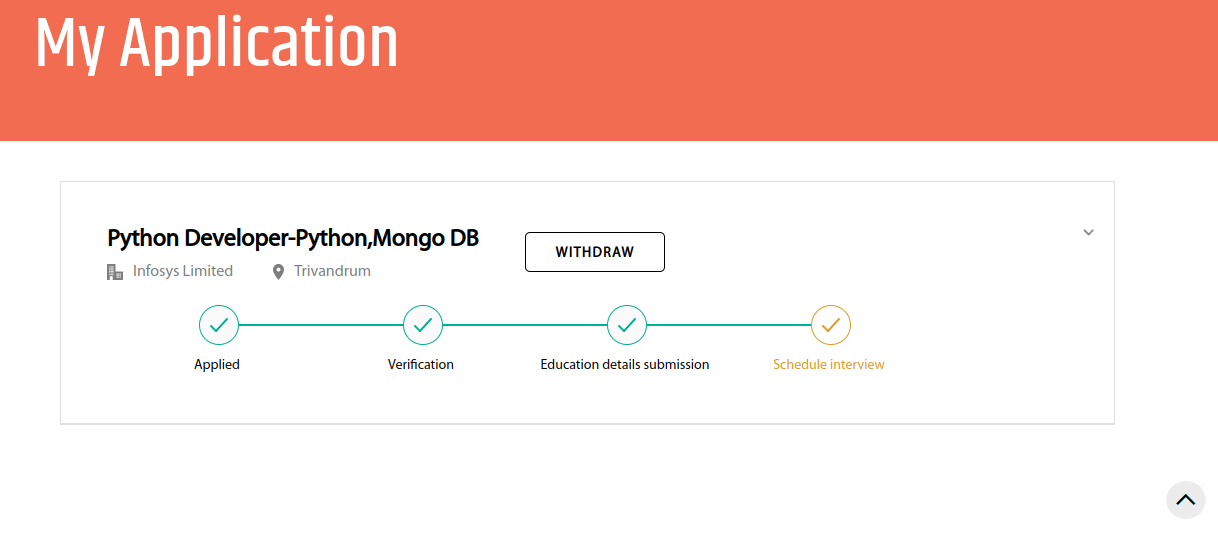 My Application
Python Developer-Python,Mongo DB
WITHDRAW
Infosys Limited
Trivandrum
Applied
Verification
Education details submission
Schedule interview